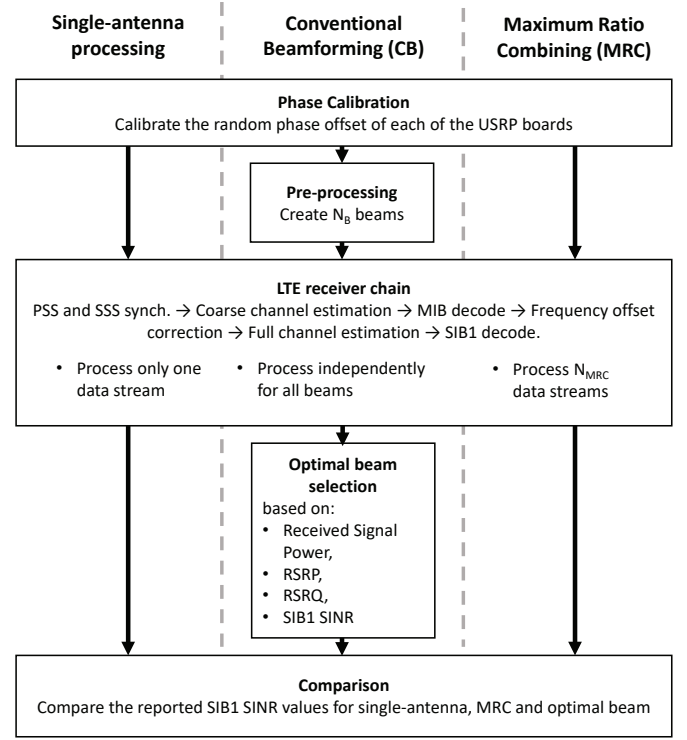 Single-antenna
processing
Conventional
Beamforming (CB)
Maximum Ratio
Combining (MRC)
Phase Calibration
Calibrate the random phase offset of each of the USRP boards
Pre-processing
Create N_B beams
LTE receiver chain
PSS and SSS synch. → Coarse channel estimation → MIB decode → Frequency offset
correction → Full channel estimation → SIB1 decode.
• Process only one
data stream
• Process independently
for all beams
• Process N_MRC
data streams
Optimal beam
selection
based on:
• Received Signal
Power,
• RSRP,
• RSRQ,
• SIB1 SINR
Comparison
Compare the reported SIB1 SINR values for single-antenna, MRC and optimal beam